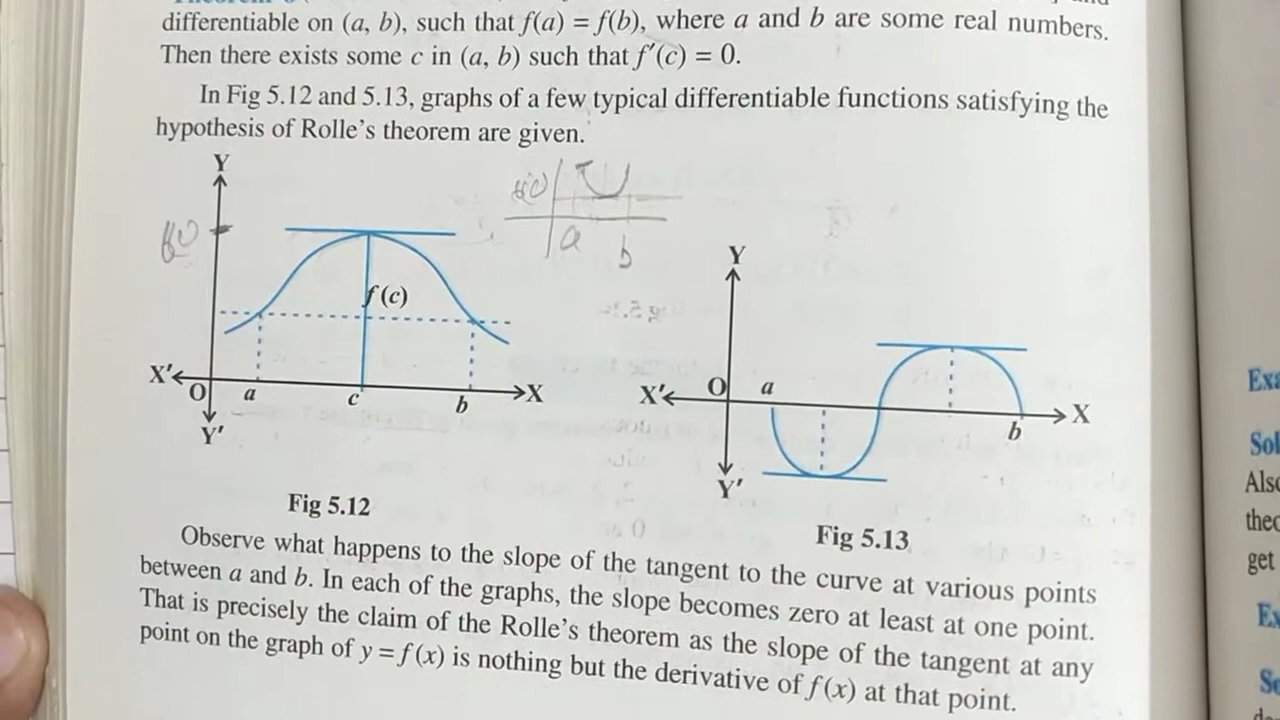 differentiable on (a, b), such that f(a) = f(b), where a and b are some real numbers.
Then there exists some c in (a, b) such that f′(c) = 0.
In Fig 5.12 and 5.13, graphs of a few typical differentiable functions satisfying the
hypothesis of Rolle's theorem are given.
Y
f(c)
X′
O
a
c
b
X
Y′
Fig 5.12
a
b
Y
X′
O
a
b
X
Y′
Fig 5.13
Observe what happens to the slope of the tangent to the curve at various points
between a and b. In each of the graphs, the slope becomes zero at least at one point.
That is precisely the claim of the Rolle's theorem as the slope of the tangent at any
point on the graph of y = f (x) is nothing but the derivative of f (x) at that point.
Sol
get